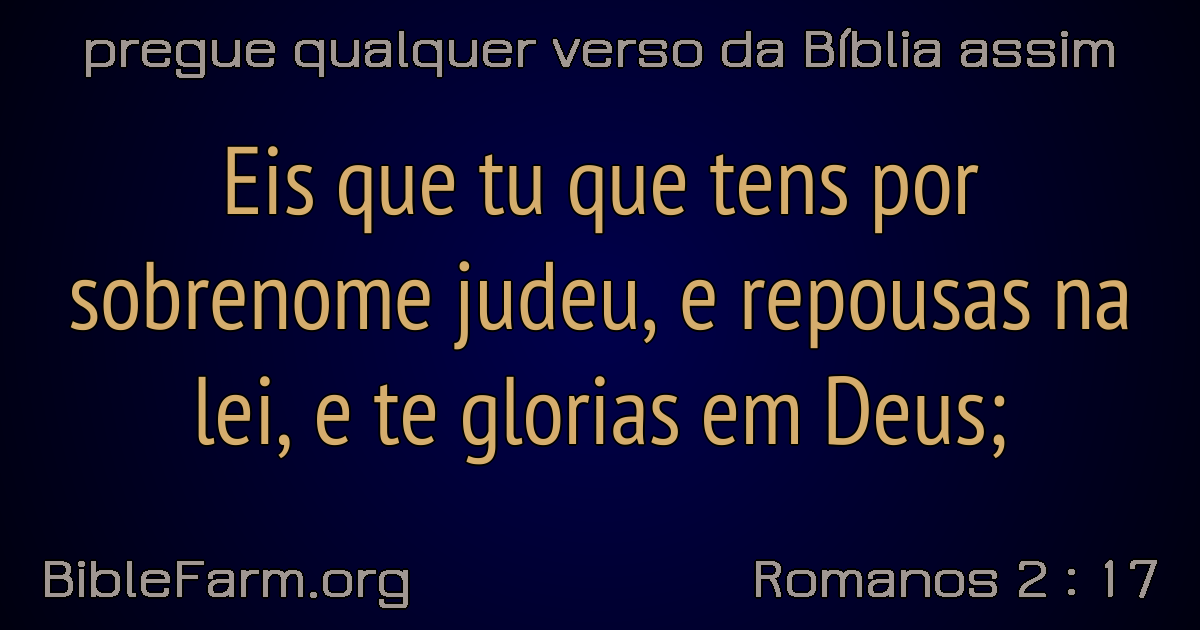 pregue qualquer verso da Bíblia assim
Eis que tu que tens por
sobrenome judeu, e repousas na
lei, e te glorias em Deus;
BibleFarm.org
Romanos 2 : 17